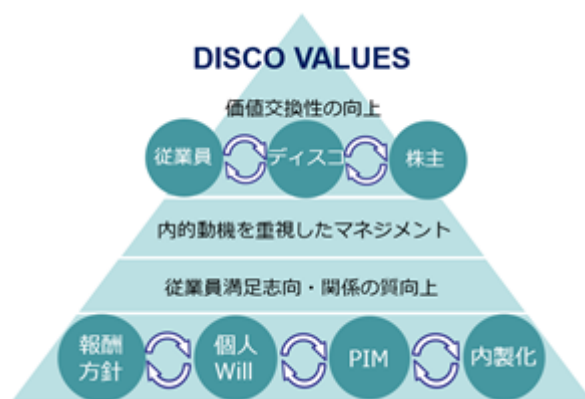 DISCO VALUES
価値交換性の向上
従業員
ディスコ
株主
内的動機を重視したマネジメント
従業員満足志向・関係の質向上
報酬
方針
個人
Will
PIM
内製化